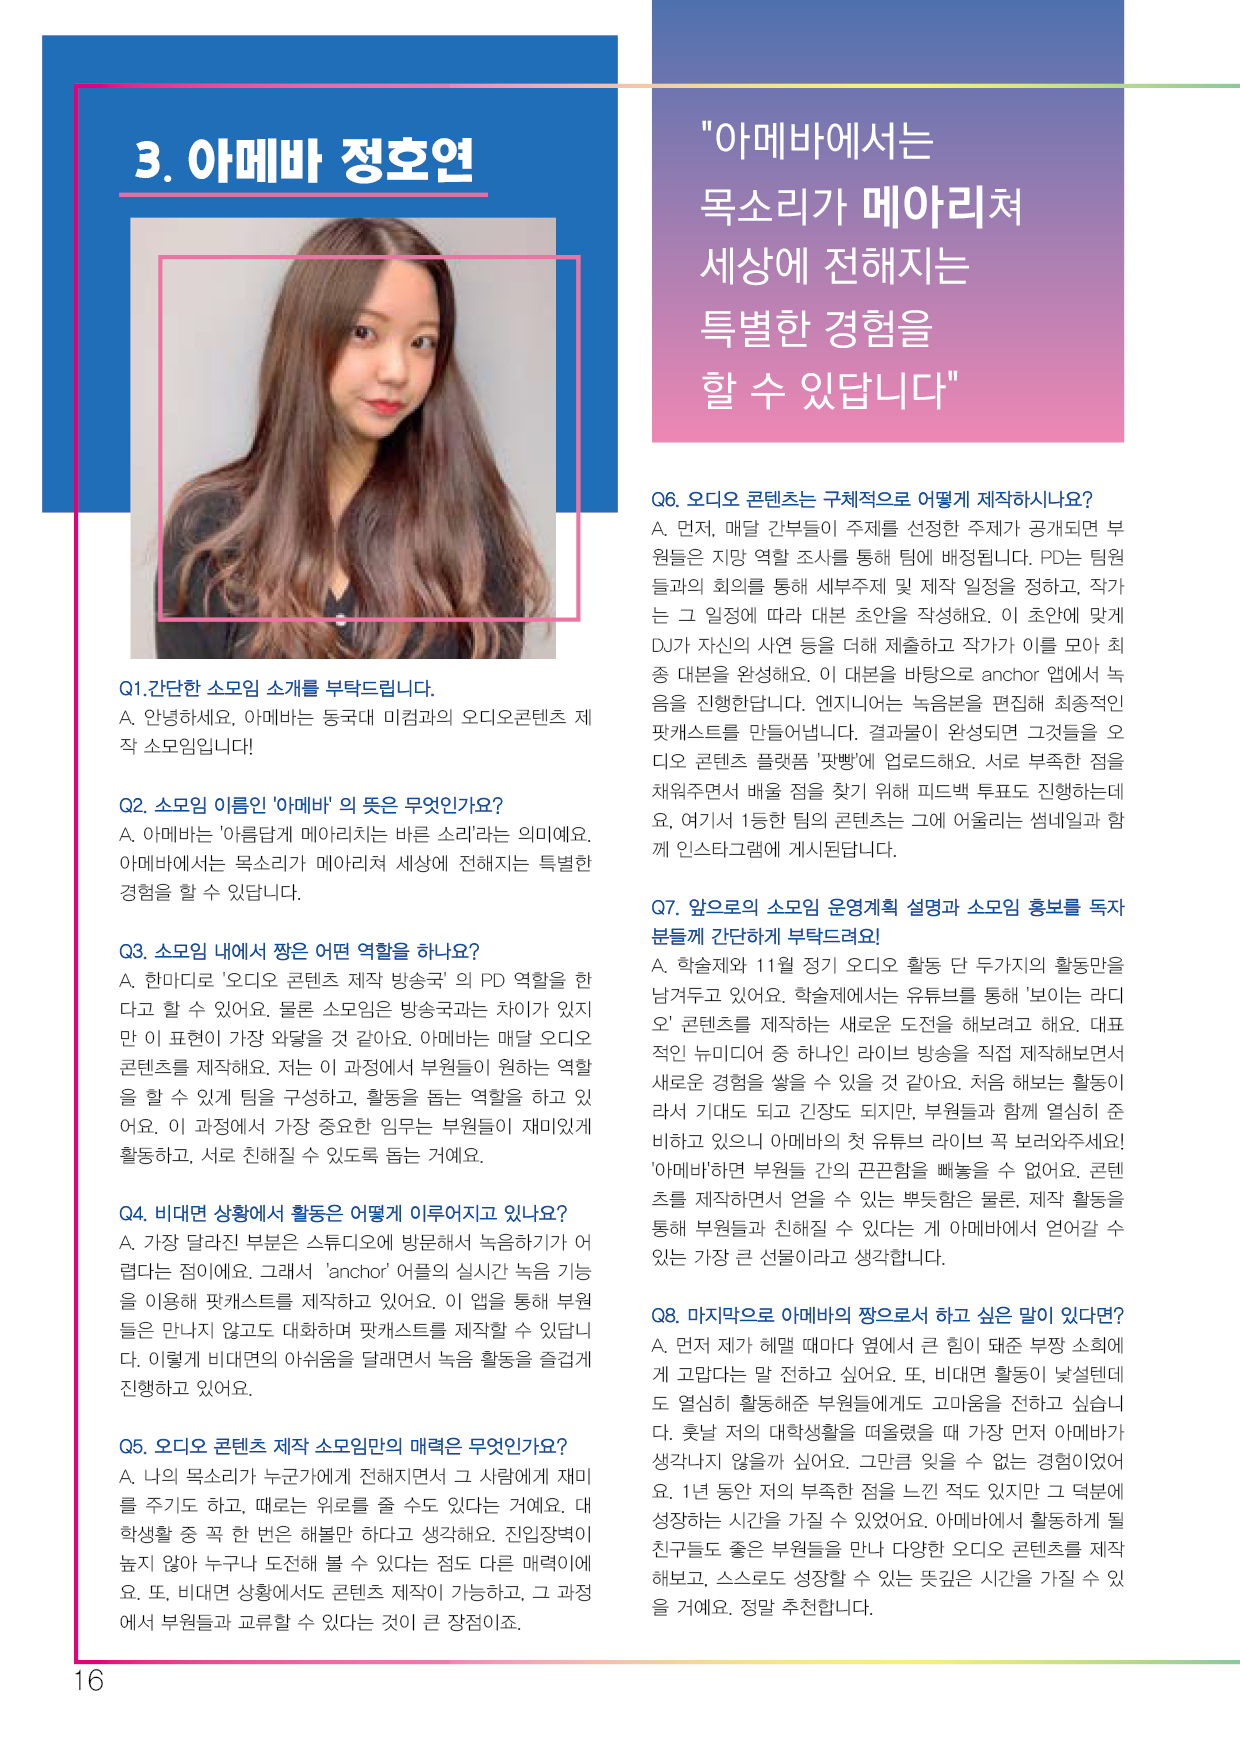 3. 아메바 정호연
"아메바에서는
목소리가 메아리쳐
세상에 전해지는
특별한 경험을
할 수 있답니다"
Q1.간단한 소모임 소개를 부탁드립니다.
A. 안녕하세요, 아메바는 동국대 미컴과의 오디오콘텐츠 제
작 소모임입니다!
Q2. 소모임 이름인 '아메바' 의 뜻은 무엇인가요?
A. 아메바는 '아름답게 메아리치는 바른 소리'라는 의미예요.
아메바에서는 목소리가 메아리쳐 세상에 전해지는 특별한
경험을 할 수 있답니다.
Q3. 소모임 내에서 짱은 어떤 역할을 하나요?
A. 한마디로 '오디오 콘텐츠 제작 방송국' 의 PD 역할을 한
다고 할 수 있어요. 물론 소모임은 방송국과는 차이가 있지
만 이 표현이 가장 와닿을 것 같아요. 아메바는 매달 오디오
콘텐츠를 제작해요. 저는 이 과정에서 부원들이 원하는 역할
을 할 수 있게 팀을 구성하고, 활동을 돕는 역할을 하고 있
어요. 이 과정에서 가장 중요한 임무는 부원들이 재미있게
활동하고, 서로 친해질 수 있도록 돕는 거예요.
Q4. 비대면 상황에서 활동은 어떻게 이루어지고 있나요?
A. 가장 달라진 부분은 스튜디오에 방문해서 녹음하기가 어
렵다는 점이에요. 그래서 'anchor' 어플의 실시간 녹음 기능
을 이용해 팟캐스트를 제작하고 있어요. 이 앱을 통해 부원
들은 만나지 않고도 대화하며 팟캐스트를 제작할 수 있답니
다. 이렇게 비대면의 아쉬움을 달래면서 녹음 활동을 즐겁게
진행하고 있어요.
Q5. 오디오 콘텐츠 제작 소모임만의 매력은 무엇인가요?
A. 나의 목소리가 누군가에게 전해지면서 그 사람에게 재미
를 주기도 하고, 때로는 위로를 줄 수도 있다는 거예요. 대
학생활 중 꼭 한 번은 해볼만 하다고 생각해요. 진입장벽이
높지 않아 누구나 도전해 볼 수 있다는 점도 다른 매력이에
요. 또, 비대면 상황에서도 콘텐츠 제작이 가능하고, 그 과정
에서 부원들과 교류할 수 있다는 것이 큰 장점이죠.
Q6. 오디오 콘텐츠는 구체적으로 어떻게 제작하시나요?
A. 먼저, 매달 간부들이 주제를 선정한 주제가 공개되면 부
원들은 지망 역할 조사를 통해 팀에 배정됩니다. PD는 팀원
들과의 회의를 통해 세부주제 및 제작 일정을 정하고, 작가
는 그 일정에 따라 대본 초안을 작성해요. 이 초안에 맞게
DJ가 자신의 사연 등을 더해 제출하고 작가가 이를 모아 최
종 대본을 완성해요. 이 대본을 바탕으로 anchor 앱에서 녹
음을 진행한답니다. 엔지니어는 녹음본을 편집해 최종적인
팟캐스트를 만들어냅니다. 결과물이 완성되면 그것들을 오
디오 콘텐츠 플랫폼 '팟빵'에 업로드해요. 서로 부족한 점을
채워주면서 배울 점을 찾기 위해 피드백 투표도 진행하는데
요, 여기서 1등한 팀의 콘텐츠는 그에 어울리는 썸네일과 함
께 인스타그램에 게시된답니다.
Q7. 앞으로의 소모임 운영계획 설명과 소모임 홍보를 독자
분들께 간단하게 부탁드려요!
A. 학술제와 11월 정기 오디오 활동 단 두가지의 활동만을
남겨두고 있어요. 학술제에서는 유튜브를 통해 '보이는 라디
오' 콘텐츠를 제작하는 새로운 도전을 해보려고 해요. 대표
적인 뉴미디어 중 하나인 라이브 방송을 직접 제작해보면서
새로운 경험을 쌓을 수 있을 것 같아요. 처음 해보는 활동이
라서 기대도 되고 긴장도 되지만, 부원들과 함께 열심히 준
비하고 있으니 아메바의 첫 유튜브 라이브 꼭 보러와주세요!
'아메바'하면 부원들 간의 끈끈함을 빼놓을 수 없어요. 콘텐
츠를 제작하면서 얻을 수 있는 뿌듯함은 물론, 제작 활동을
통해 부원들과 친해질 수 있다는 게 아메바에서 얻어갈 수
있는 가장 큰 선물이라고 생각합니다.
Q8. 마지막으로 아메바의 짱으로서 하고 싶은 말이 있다면?
A. 먼저 제가 헤맬 때마다 옆에서 큰 힘이 돼준 부짱 소희에
게 고맙다는 말 전하고 싶어요. 또, 비대면 활동이 낯설텐데
도 열심히 활동해준 부원들에게도 고마움을 전하고 싶습니
다. 훗날 저의 대학생활을 떠올렸을 때 가장 먼저 아메바가
생각나지 않을까 싶어요. 그만큼 잊을 수 없는 경험이었어
요. 1년 동안 저의 부족한 점을 느낀 적도 있지만 그 덕분에
성장하는 시간을 가질 수 있었어요. 아메바에서 활동하게 될
친구들도 좋은 부원들을 만나 다양한 오디오 콘텐츠를 제작
해보고, 스스로도 성장할 수 있는 뜻깊은 시간을 가질 수 있
을 거예요. 정말 추천합니다.
16